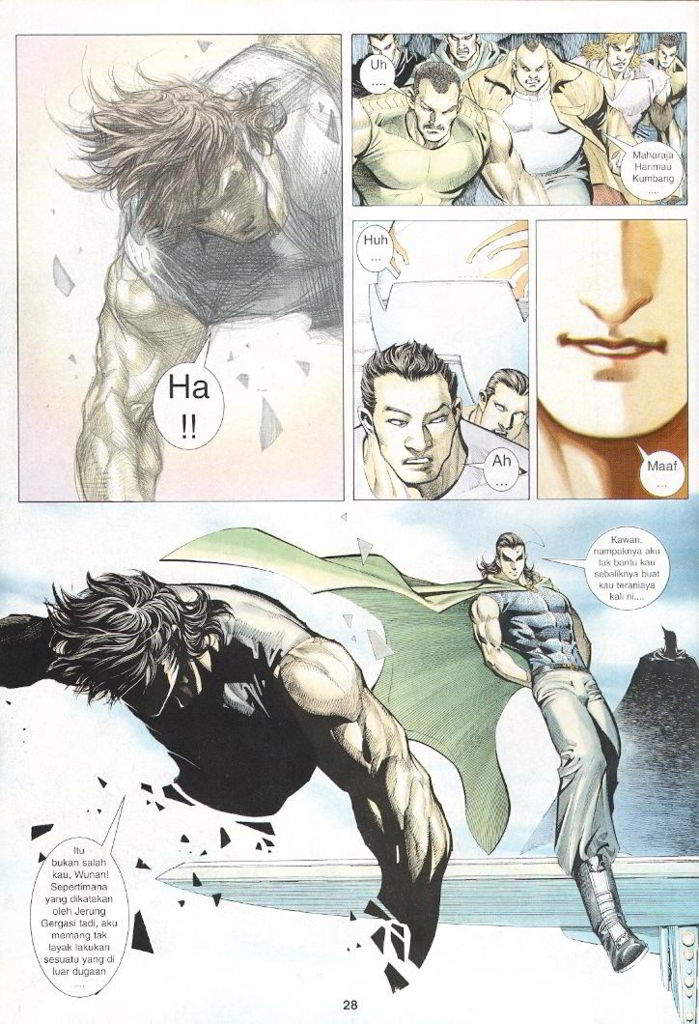 Ha
!!
Uh
....
Maharaja
Harimau
Kumbang
....
Huh
...
Ah
...
Maaf
...
Kawan,
nampaknya aku
tak bantu kau
sebaliknya buat
kau teraniaya
kali ni....
Itu
bukan salah
kau, Wunan!
Sepertimana
yang dikatakan
oleh Jerung
Gergasi tadi, aku
memang tak
layak lakukan
sesuatu yang di
luar dugaan
....
28